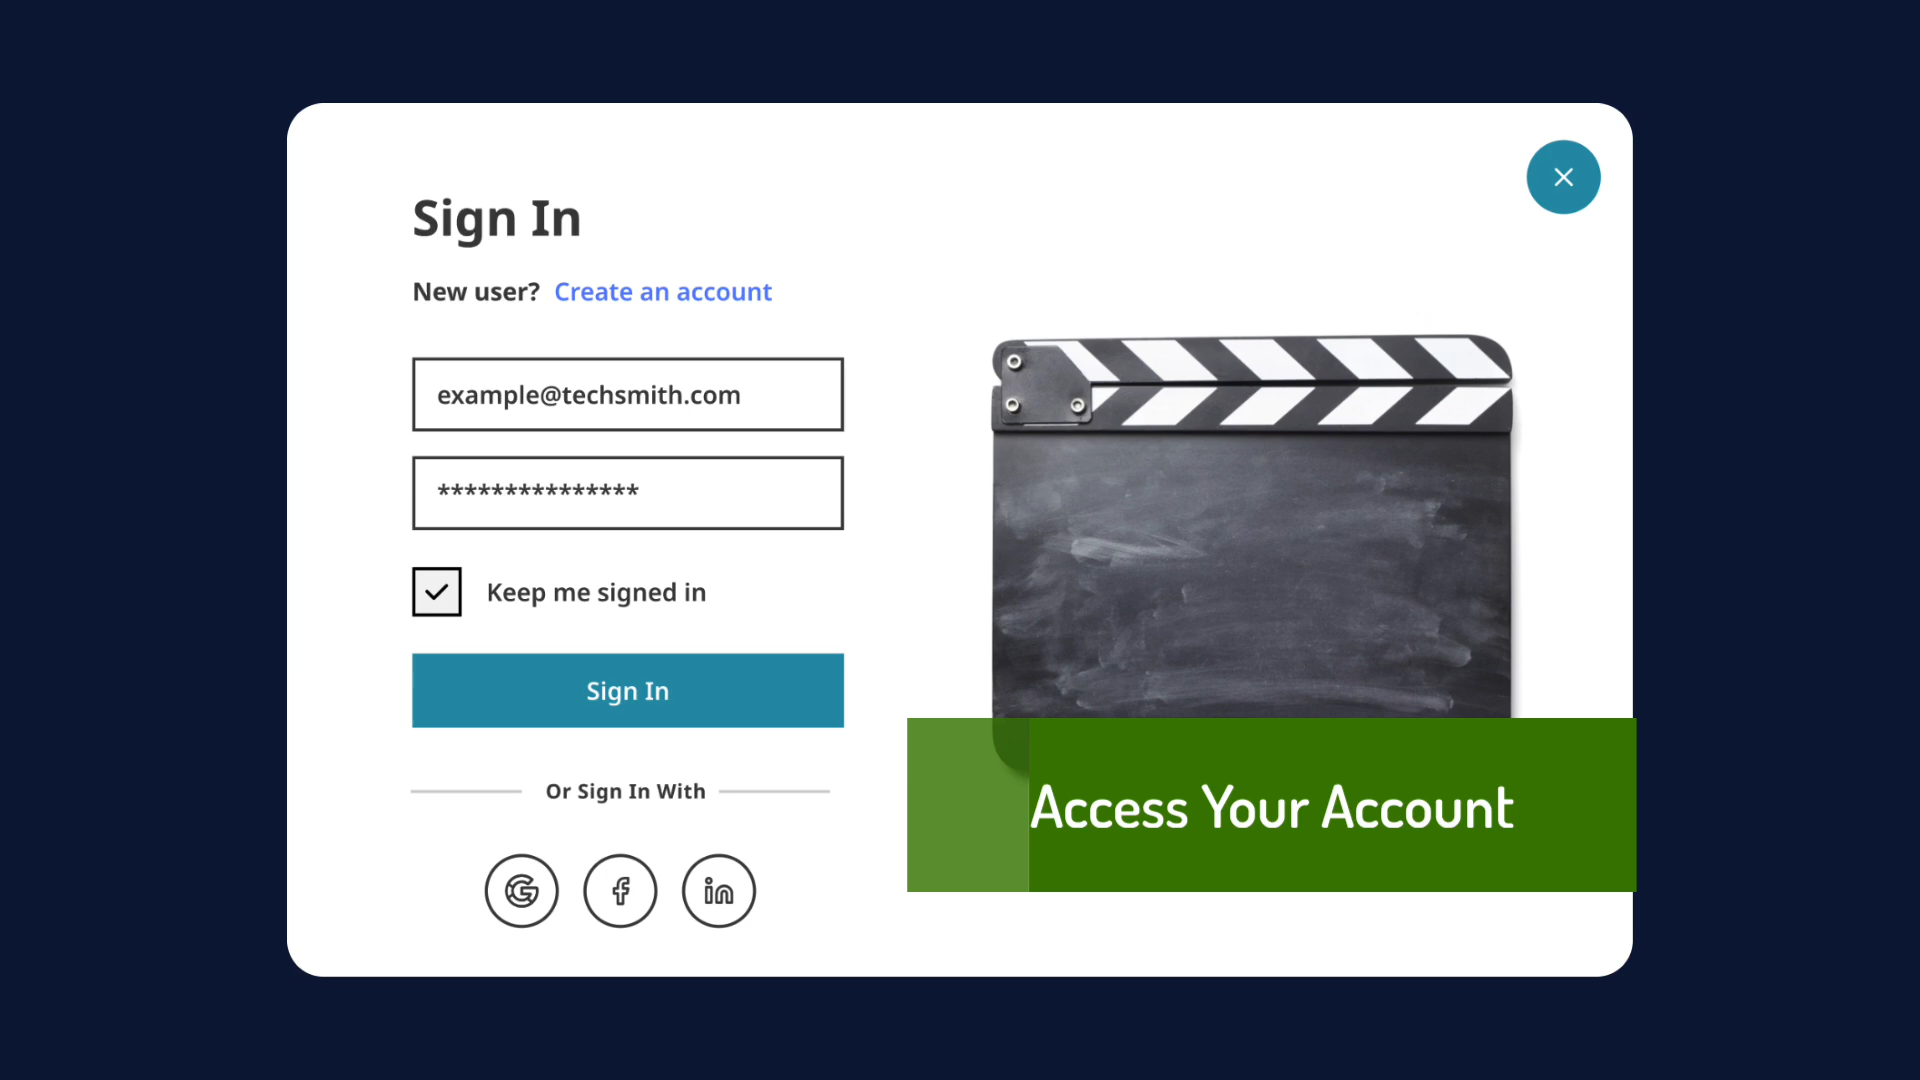 Sign In
New user? Create an account
example@techsmith.com
***************
Keep me signed in
Sign In
Or Sign In With
Access Your Account